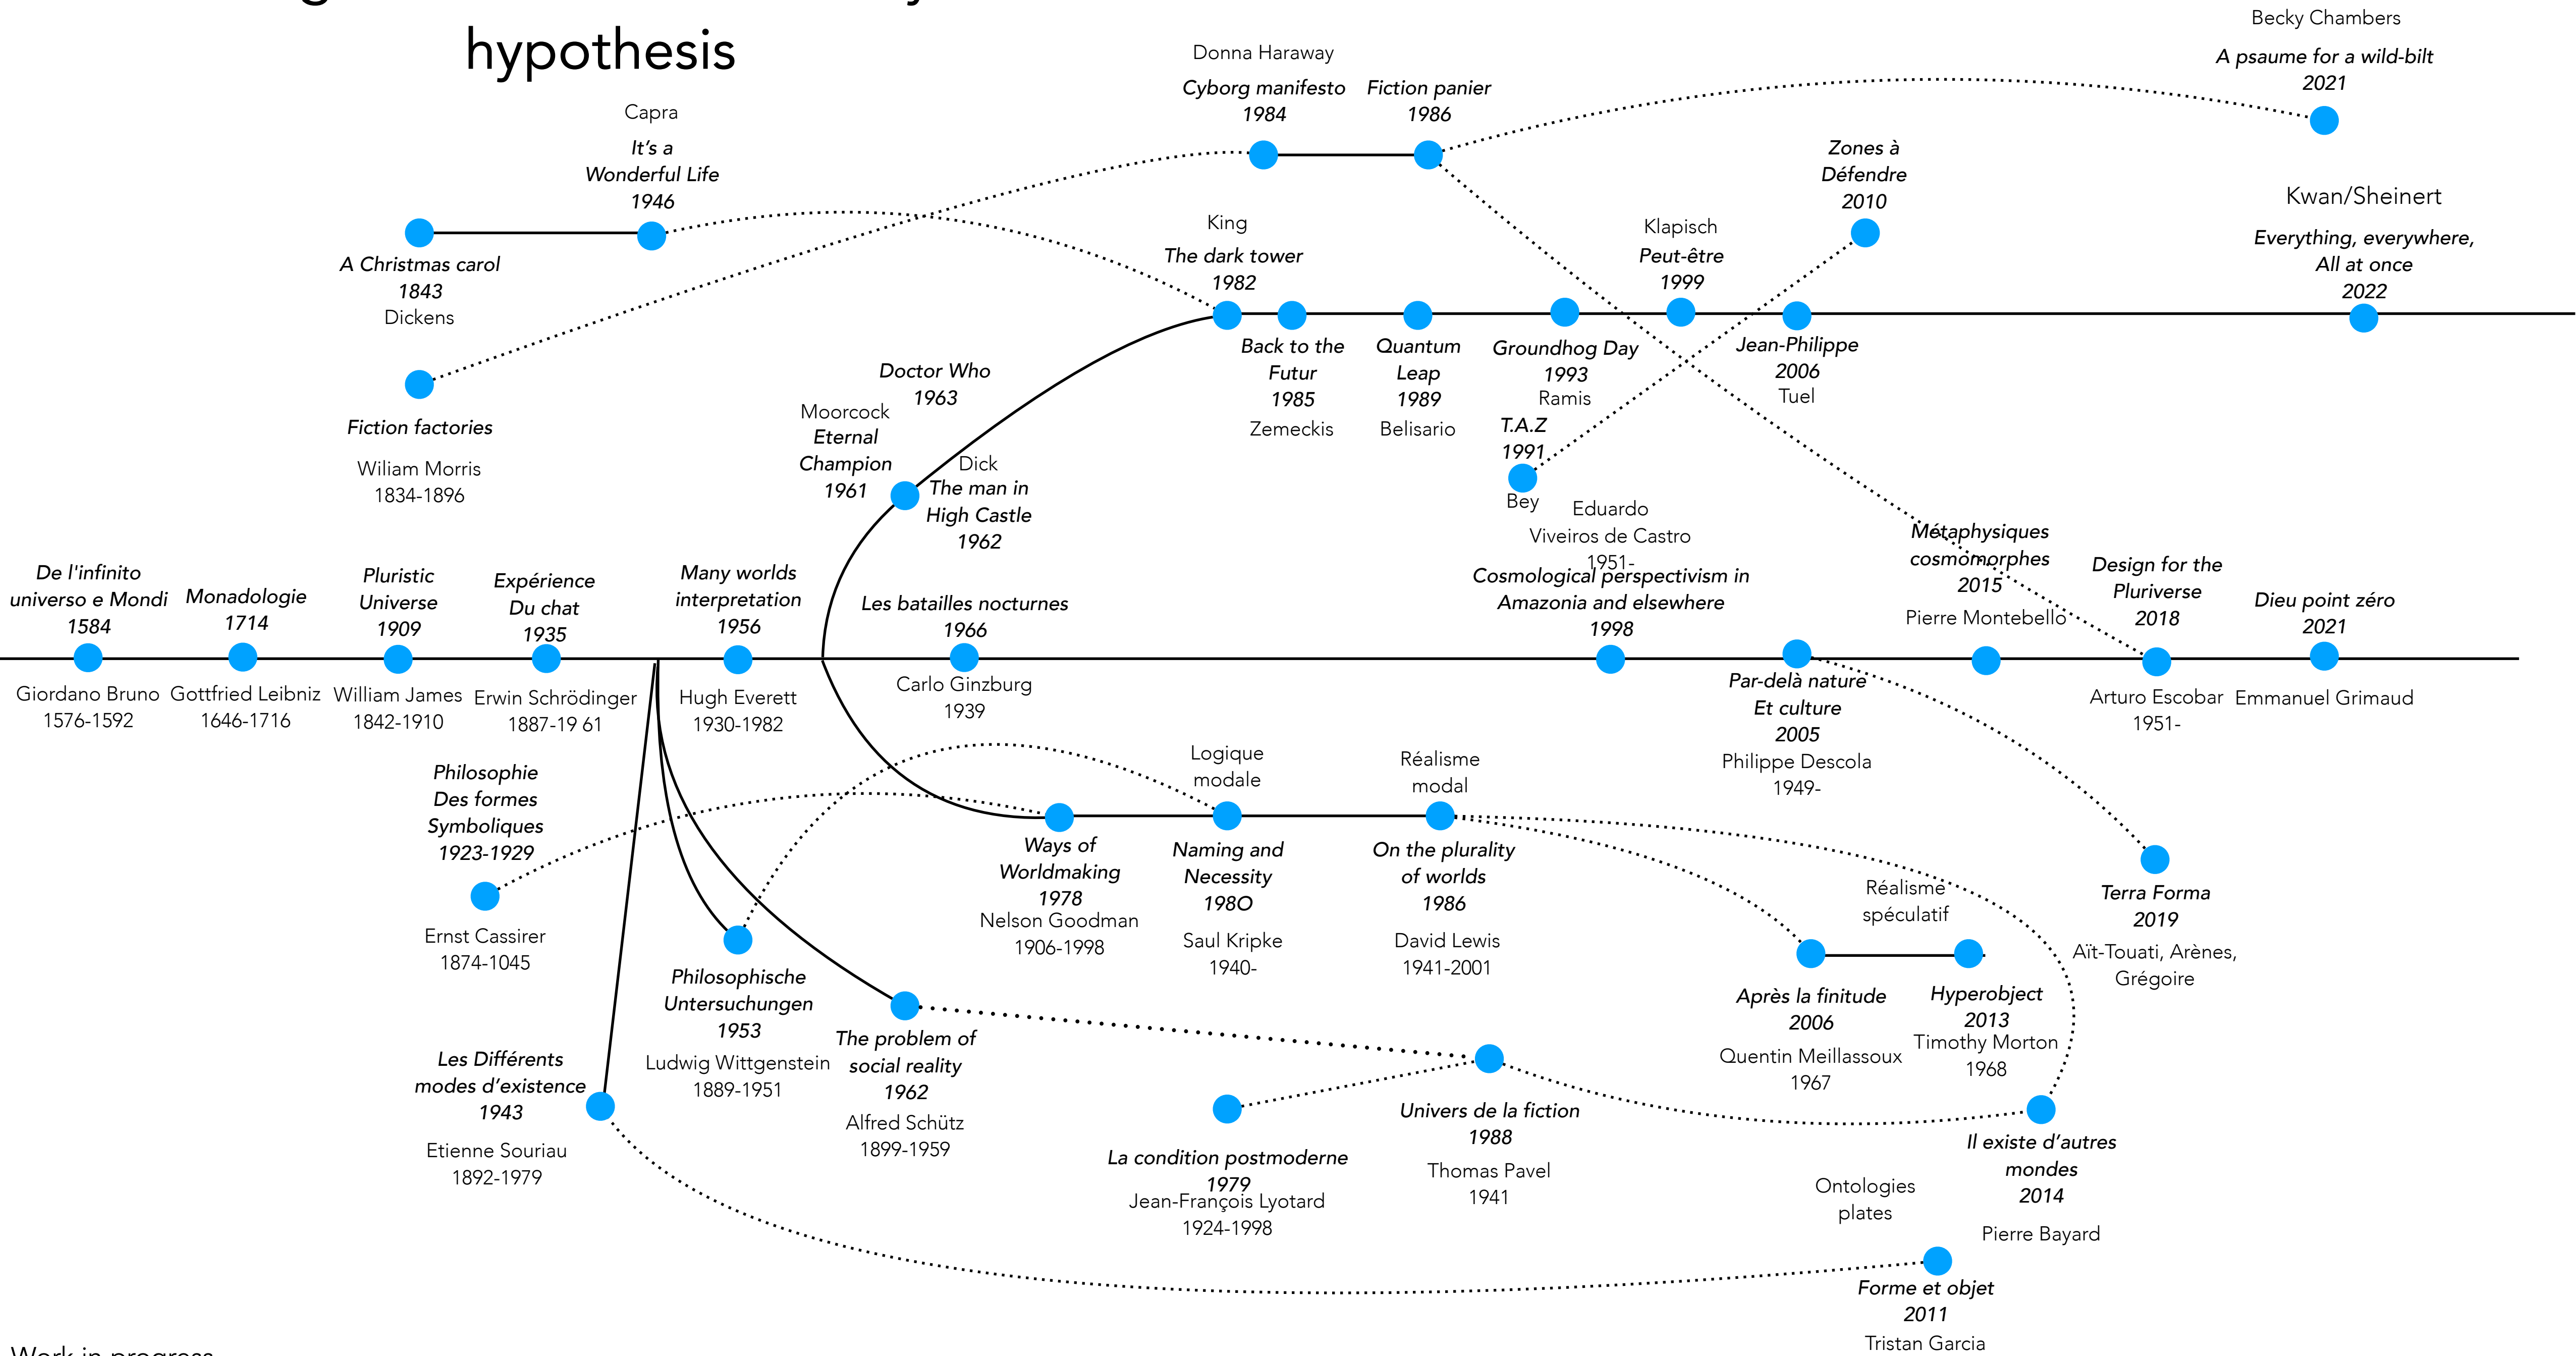 hypothesis
Becky Chambers
A psaume for a wild-bilt
2021
Donna Haraway
Cyborg manifesto
1984
Fiction panier
1986
Capra
It's a
Wonderful Life
1946
Zones à
Défendre
2010
Kwan/Sheinert
Everything, everywhere,
All at once
2022
A Christmas carol
1843
Dickens
King
The dark tower
1982
Klapisch
Peut-être
1999
Back to the
Futur
1985
Zemeckis
Quantum
Leap
1989
Belisario
Groundhog Day
1993
Ramis
Jean-Philippe
2006
Tuel
Doctor Who
1963
Moorcock
Eternal
Champion
1961
Dick
The man in
High Castle
1962
Fiction factories
Wiliam Morris
1834-1896
T.A.Z
1991
Bey
Eduardo
Viveiros de Castro
1951-
Cosmological perspectivism in
Amazonia and elsewhere
1998
Métaphysiques
cosmomorphes
2015
Pierre Montebello
Design for the
Pluriverse
2018
Dieu point zéro
2021
De l'infinito
universo e Mondi
1584
Monadologie
1714
Pluristic
Universe
1909
Expérience
Du chat
1935
Many worlds
interpretation
1956
Les batailles nocturnes
1966
Giordano Bruno
1576-1592
Gottfried Leibniz
1646-1716
William James
1842-1910
Erwin Schrödinger
1887-19 61
Hugh Everett
1930-1982
Carlo Ginzburg
1939
Par-delà nature
Et culture
2005
Philippe Descola
1949-
Arturo Escobar
1951-
Emmanuel Grimaud
Philosophie
Des formes
Symboliques
1923-1929
Ernst Cassirer
1874-1045
Logique
modale
Réalisme
modal
Ways of
Worldmaking
1978
Nelson Goodman
1906-1998
Naming and
Necessity
198O
Saul Kripke
1940-
On the plurality
of worlds
1986
David Lewis
1941-2001
Réalisme
spéculatif
Terra Forma
2019
Aït-Touati, Arènes,
Grégoire
Après la finitude
2006
Quentin Meillassoux
1967
Hyperobject
2013
Timothy Morton
1968
Philosophische
Untersuchungen
1953
Ludwig Wittgenstein
1889-1951
The problem of
social reality
1962
Alfred Schütz
1899-1959
Les Différents
modes d'existence
1943
Etienne Souriau
1892-1979
La condition postmoderne
1979
Jean-François Lyotard
1924-1998
Univers de la fiction
1988
Thomas Pavel
1941
Il existe d'autres
mondes
2014
Pierre Bayard
Ontologies
plates
Forme et objet
2011
Tristan Garcia
Work in progress